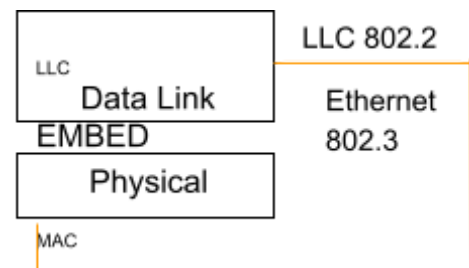 LLC 802.2
LLC
Data Link
Ethernet
EMBED
802.3
Physical
MAC